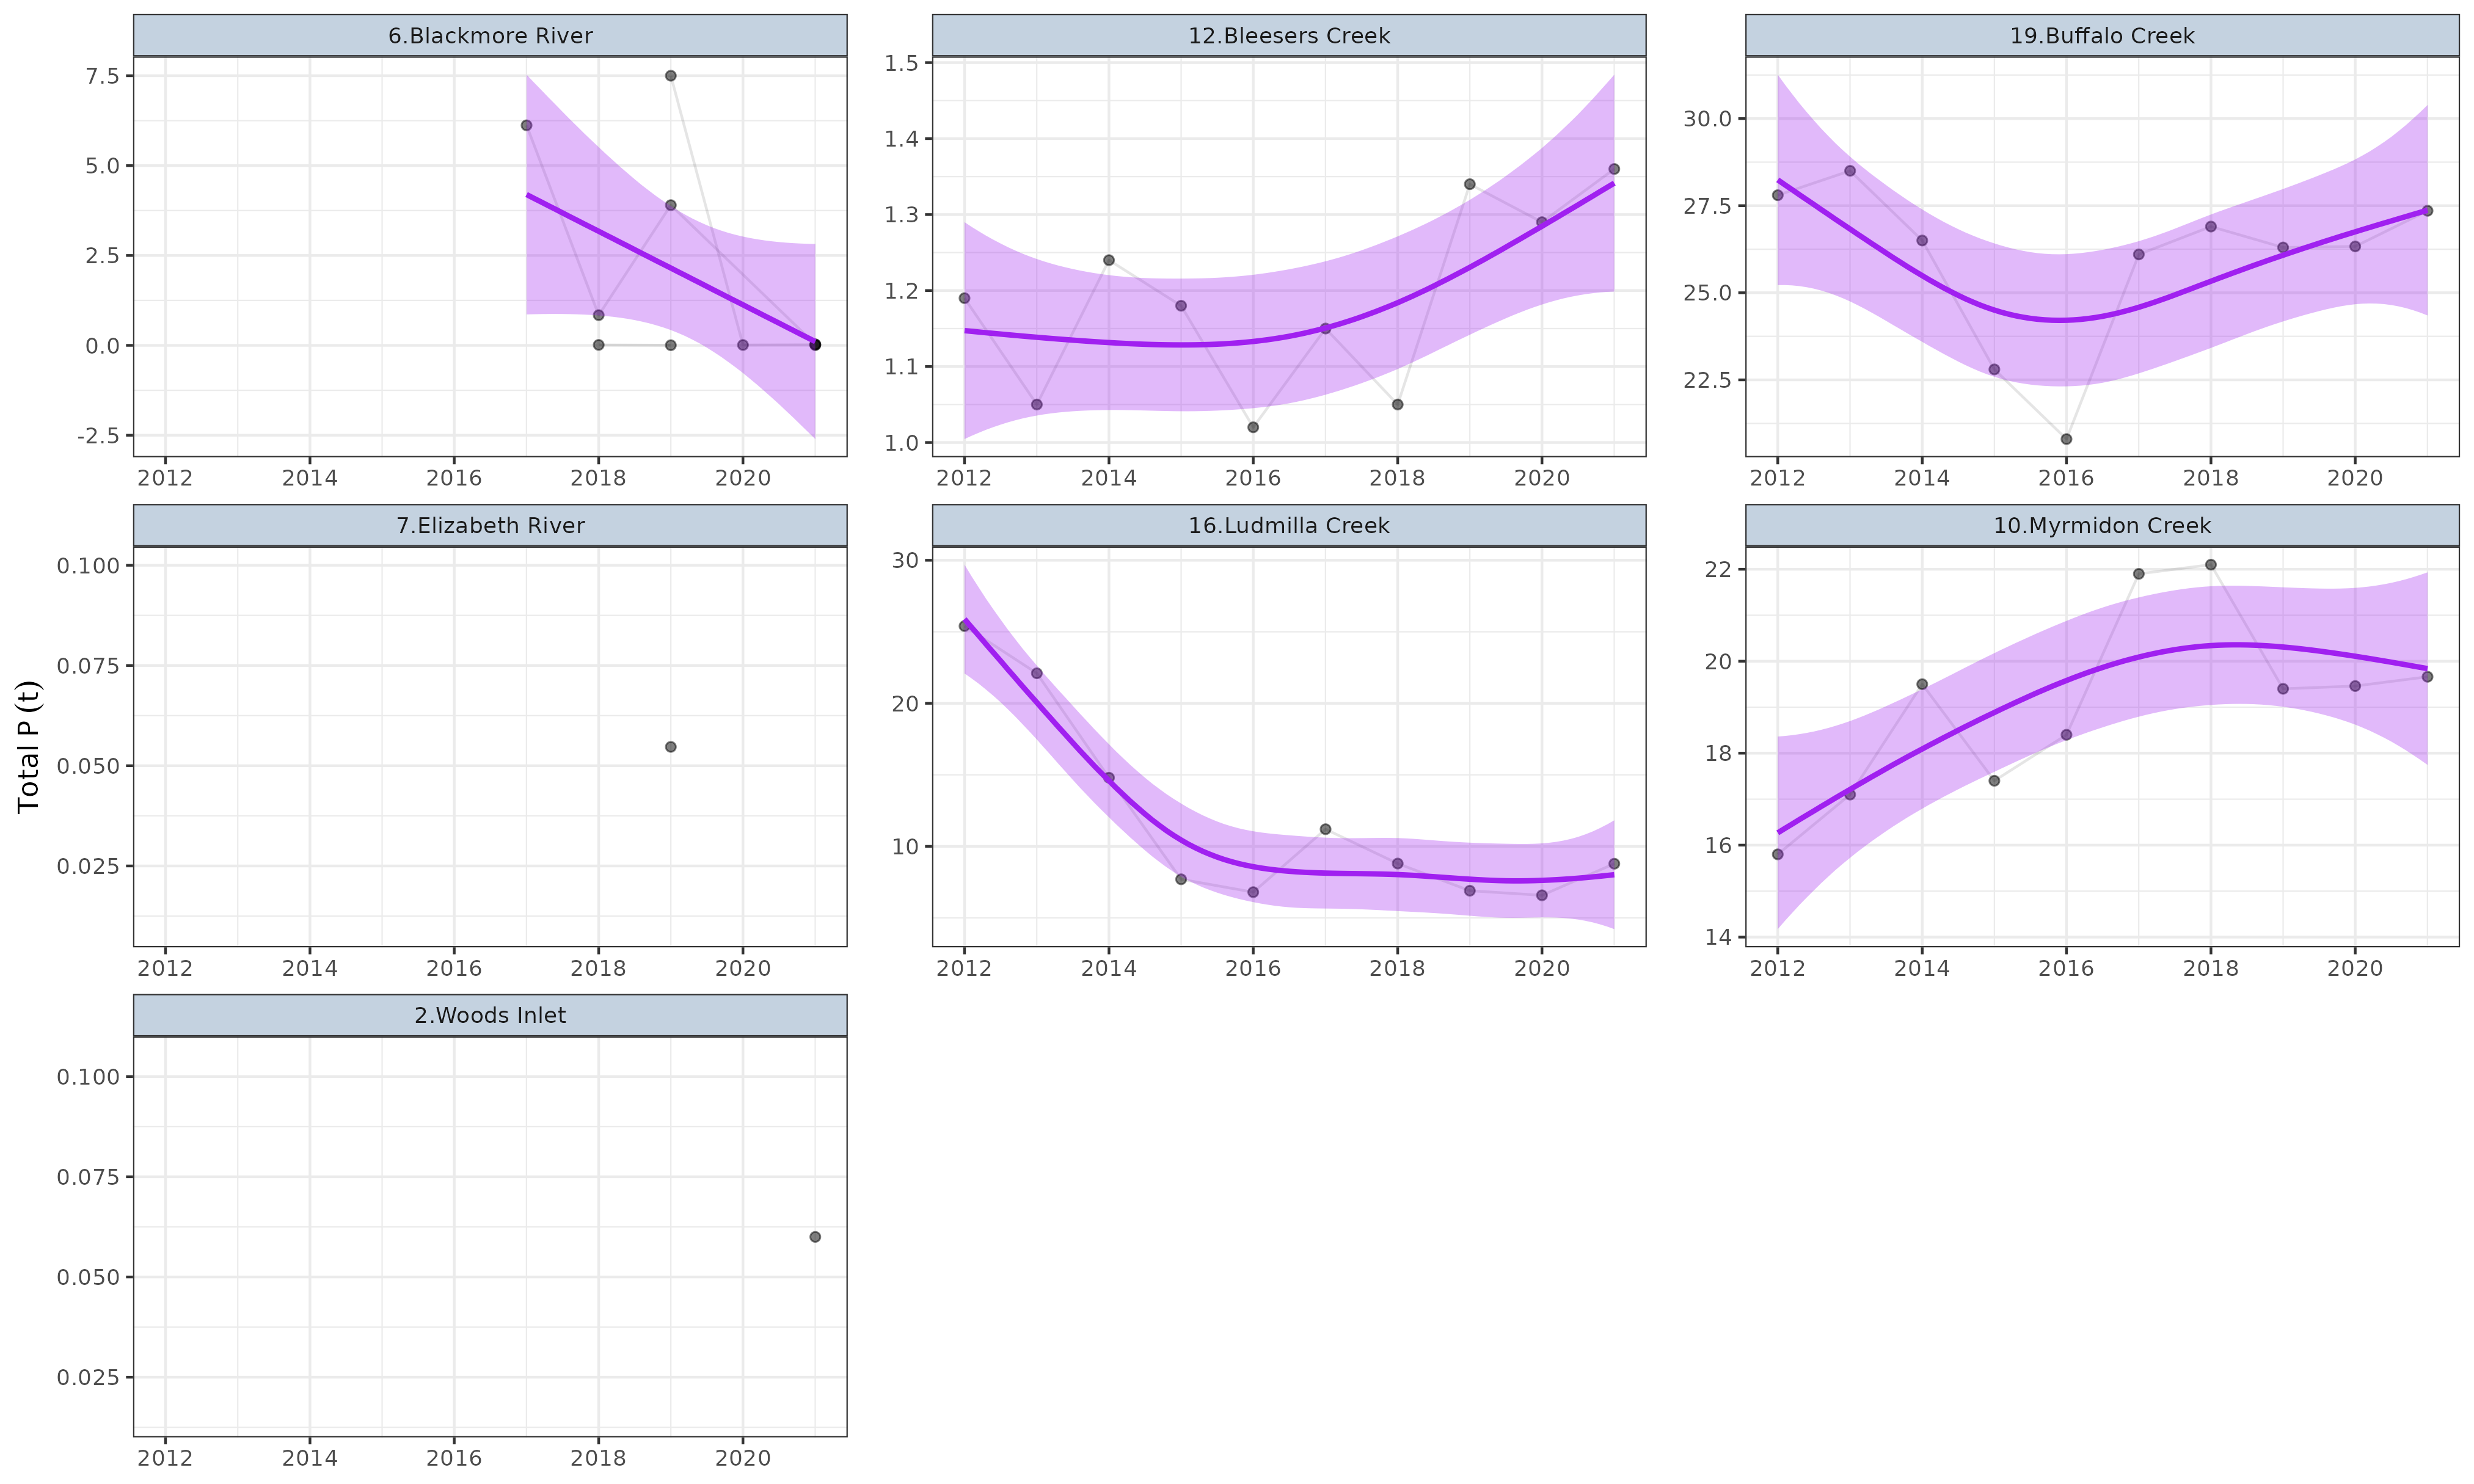 6.Blackmore River
12.Bleesers Creek
19.Buffalo Creek
7.5
5.0
2.5
0.0
-2.5
1.5
1.4
1.3
1.2
1.1
1.0
30.0
27.5
25.0
22.5
2012 2014 2016 2018 2020
2012 2014 2016 2018 2020
2012 2014 2016 2018 2020
Total P (t)
7.Elizabeth River
16.Ludmilla Creek
10.Myrmidon Creek
0.100
0.075
0.050
0.025
30
20
10
22
20
18
16
14
2012 2014 2016 2018 2020
2012 2014 2016 2018 2020
2012 2014 2016 2018 2020
2.Woods Inlet
0.100
0.075
0.050
0.025
2012 2014 2016 2018 2020